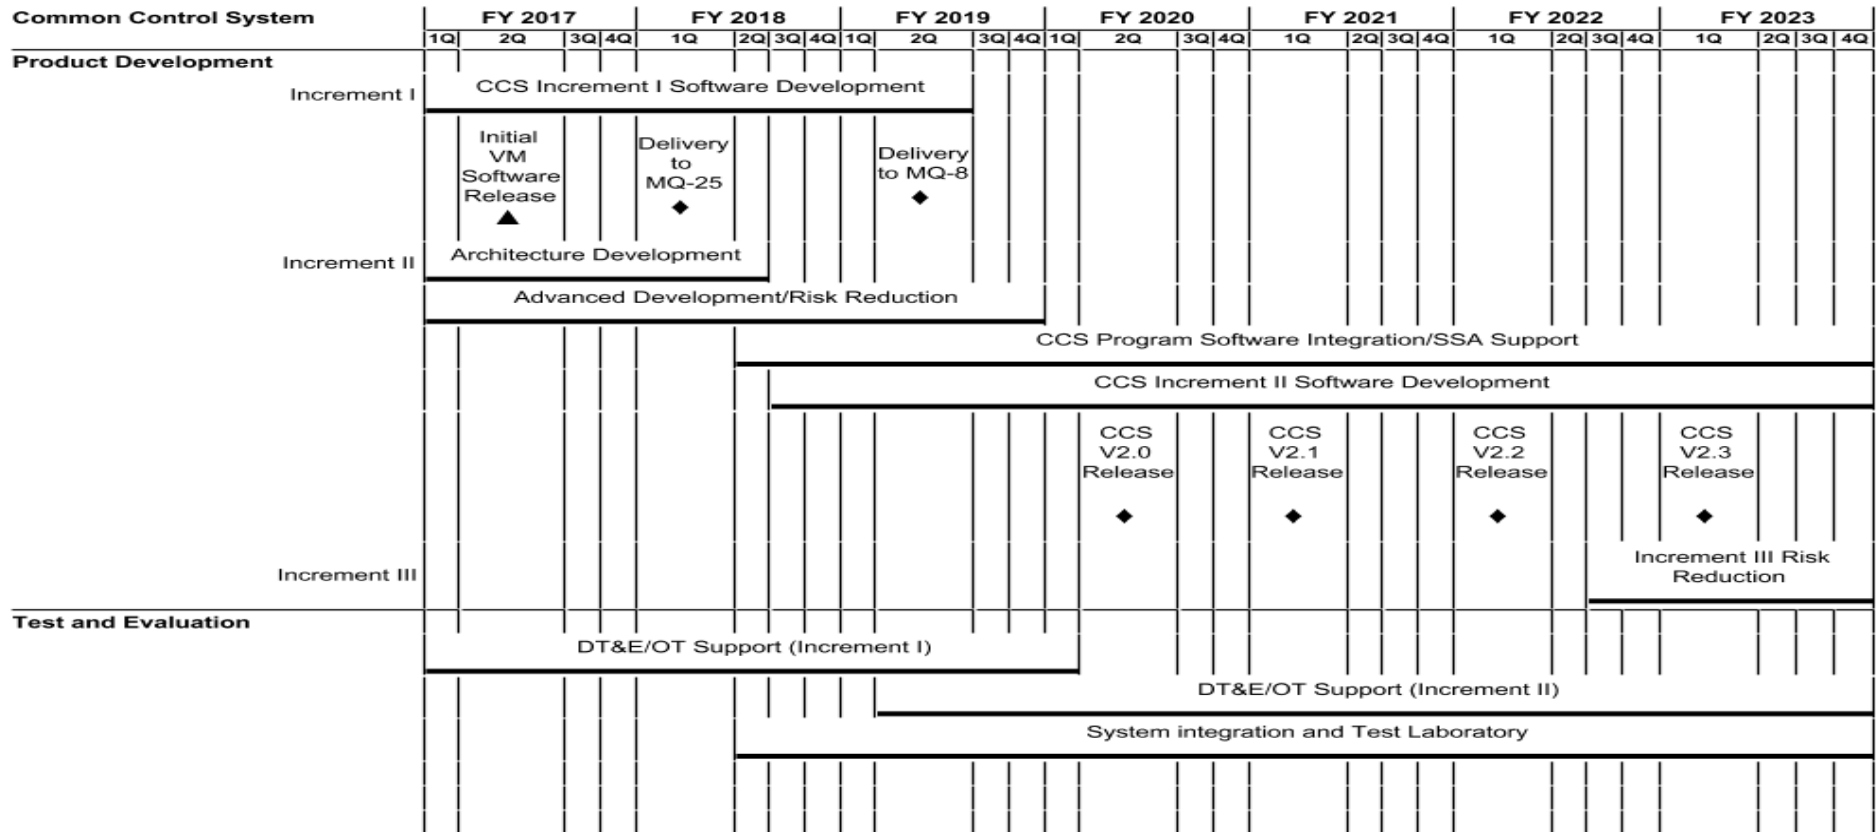 Common Control System FY 2017 FY 2018 FY 2019 FY 2020 FY 2021 FY 2022 FY 2023
1Q 2Q 3Q 4Q 1Q 2Q 3Q 4Q 1Q 2Q 3Q 4Q 1Q 2Q 3Q 4Q 1Q 2Q 3Q 4Q 1Q 2Q 3Q 4Q 1Q 2Q 3Q 4Q
Product Development
Increment I
CCS Increment I Software Development
Initial
VM
Software
Release
Delivery
to
MQ-25
Delivery
to MQ-8
Increment II
Architecture Development
Advanced Development/Risk Reduction
CCS Program Software Integration/SSA Support
CCS Increment II Software Development
CCS
V2.0
Release
CCS
V2.1
Release
CCS
V2.2
Release
CCS
V2.3
Release
Increment III
Increment III Risk
Reduction
Test and Evaluation
DT&E/OT Support (Increment I)
DT&E/OT Support (Increment II)
System integration and Test Laboratory